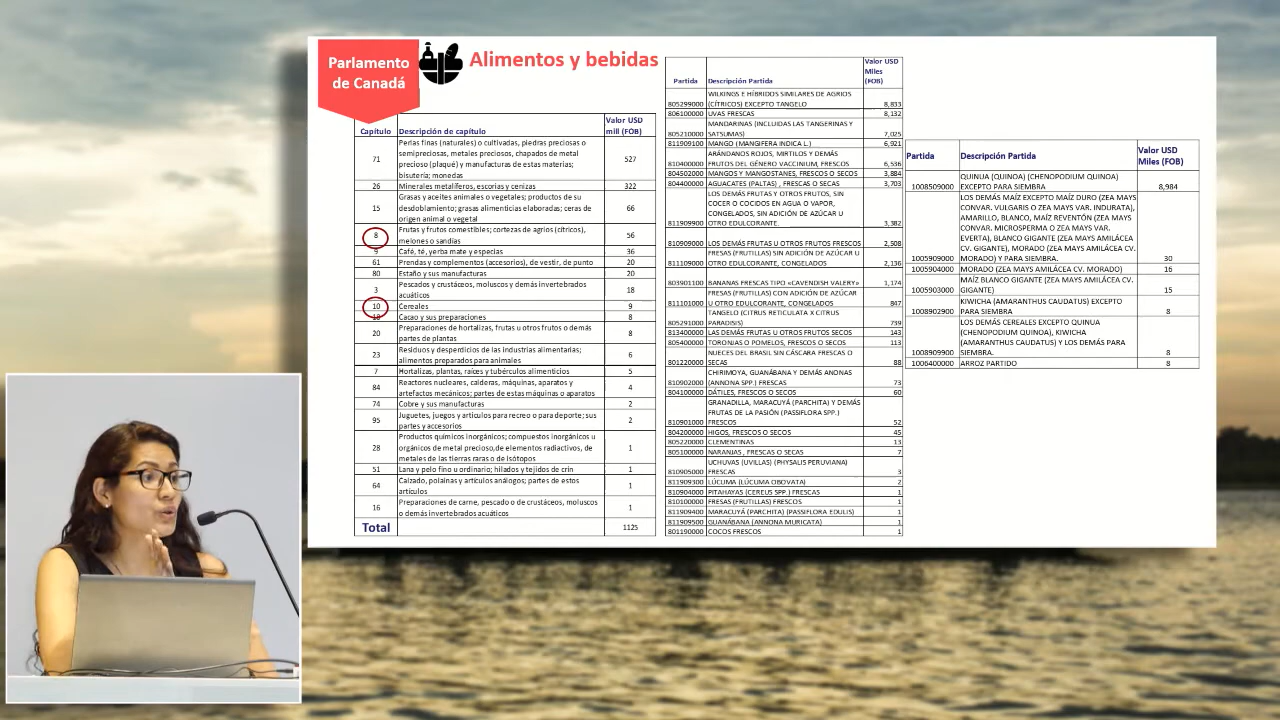 Parlamento
de Canadá
Alimentos y bebidas
Capítulo Descripción de capítulo Valor USD
mill (FOB)
71 Perlas finas (naturales) o cultivadas, piedras preciosas o
semipreciosas, metales preciosos, chapados de metal
precioso (plaqué) y manufacturas de estas materias;
bisutería; monedas 527
26 Minerales metalíferos, escorias y cenizas 322
15 Grasas y aceites animales o vegetales; productos de su
desdoblamiento; grasas alimenticias elaboradas; ceras de
origen animal o vegetal 66
8 Frutas y frutos comestibles; cortezas de agrios (cítricos),
melones o sandías 56
9 Café, té, yerba mate y especias 36
61 Prendas y complementos (accesorios), de vestir, de punto 20
80 Estaño y sus manufacturas 20
3 Pescados y crustáceos, moluscos y demás invertebrados
acuáticos 18
10 Cereales 9
18 Cacao y sus preparaciones 8
20 Preparaciones de hortalizas, frutas u otros frutos o demás
partes de plantas 8
23 Residuos y desperdicios de las industrias alimentarias;
alimentos preparados para animales 6
7 Hortalizas, plantas, raíces y tubérculos alimenticios 5
84 Reactores nucleares, calderas, máquinas, aparatos y
artefactos mecánicos; partes de estas máquinas o aparatos 4
74 Cobre y sus manufacturas 2
95 Juguetes, juegos y artículos para recreo o para deporte; sus
partes y accesorios 2
28 Productos químicos inorgánicos; compuestos inorgánicos u
orgánicos de metal precioso,de elementos radiactivos, de
metales de las tierras raras o de isótopos 1
51 Lana y pelo fino u ordinario; hilados y tejidos de crin 1
64 Calzado, polainas y artículos análogos; partes de estos
artículos 1
16 Preparaciones de carne, pescado o de crustáceos, moluscos
o demás invertebrados acuáticos 1
Total 1125
Partida Descripción Partida Valor USD
Miles
(FOB)
WILKINGS E HÍBRIDOS SIMILARES DE AGRIOS
805299000 (CÍTRICOS) EXCEPTO TANGELO 8,833
806100000 UVAS FRESCAS 8,132
MANDARINAS (INCLUIDAS LAS TANGERINAS Y
805210000 SATSUMAS) 7,025
811909100 MANGO (MANGIFERA INDICA L.) 6,921
ARÁNDANOS ROJOS, MIRTILOS Y DEMÁS
810400000 FRUTOS DEL GÉNERO VACCINIUM, FRESCOS 6,536
804502000 MANGOS Y MANGOSTANES, FRESCOS O SECOS 3,884
804400000 AGUACATES (PALTAS) , FRESCAS O SECAS 3,703
LOS DEMÁS FRUTAS Y OTROS FRUTOS, SIN
COCER O COCIDOS EN AGUA O VAPOR,
CONGELADOS, SIN ADICIÓN DE AZÚCAR U
811909900 OTRO EDULCORANTE. 3,382
810909000 LOS DEMÁS FRUTAS U OTROS FRUTOS FRESCOS 2,508
FRESAS (FRUTILLAS) SIN ADICIÓN DE AZÚCAR U
811109000 OTRO EDULCORANTE, CONGELADOS 2,136
803901100 BANANAS FRESCAS TIPO «CAVENDISH VALERY» 1,174
FRESAS (FRUTILLAS) CON ADICIÓN DE AZÚCAR
811101000 U OTRO EDULCORANTE, CONGELADOS 847
TANGELO (CITRUS RETICULATA X CITRUS
805291000 PARADISIS) 739
813400000 LAS DEMÁS FRUTAS U OTROS FRUTOS SECOS 143
805400000 TORONJAS O POMELOS, FRESCOS O SECOS 113
NUECES DEL BRASIL SIN CÁSCARA FRESCAS O
801220000 SECAS 88
CHIRIMOYA, GUANÁBANA Y DEMÁS ANONAS
810902000 (ANNONA SPP.) FRESCAS 73
804100000 DÁTILES, FRESCOS O SECOS 60
GRANADILLA, MARACUYÁ (PARCHITA) Y DEMÁS
FRUTAS DE LA PASIÓN (PASSIFLORA SPP.)
810901000 FRESCOS 52
804200000 HIGOS, FRESCOS O SECOS 45
805220000 CLEMENTINAS 13
805100000 NARANJAS , FRESCAS O SECAS 7
UCHUVAS (UVILLAS) (PHYSALIS PERUVIANA)
810905000 FRESCAS 3
811909300 LÚCUMA (LÚCUMA OBOVATA) 2
810904000 PITAHAYAS (CEREUS SPP.) FRESCAS 1
810100000 FRESAS (FRUTILLAS) FRESCOS 1
811909400 MARACUYÁ (PARCHITA) (PASSIFLORA EDULIS) 1
811909500 GUANÁBANA (ANNONA MURICATA) 1
801190000 COCOS FRESCOS 1
Partida Descripción Partida Valor USD
Miles (FOB)
QUINUA (QUINOA) (CHENOPODIUM QUINOA)
1008509000 EXCEPTO PARA SIEMBRA 8,984
LOS DEMÁS MAÍZ EXCEPTO MAÍZ DURO (ZEA MAYS
CONVAR. VULGARIS O ZEA MAYS VAR. INDURATA),
AMARILLO, BLANCO, MAÍZ REVENTÓN (ZEA MAYS
CONVAR. MICROSPERMA O ZEA MAYS VAR.
EVERTA), BLANCO GIGANTE (ZEA MAYS AMILÁCEA
CV. GIGANTE), MORADO (ZEA MAYS AMILÁCEA CV.
1005909000 MORADO) Y PARA SIEMBRA. 30
1005904000 MORADO (ZEA MAYS AMILÁCEA CV. MORADO) 16
MAÍZ BLANCO GIGANTE (ZEA MAYS AMILÁCEA CV.
1005903000 GIGANTE) 15
KIWICHA (AMARANTHUS CAUDATUS) EXCEPTO
1008902900 PARA SIEMBRA 8
LOS DEMÁS CEREALES EXCEPTO QUINUA
(CHENOPODIUM QUINOA), KIWICHA
(AMARANTHUS CAUDATUS) Y LOS DEMÁS PARA
1008909900 SIEMBRA. 8
1006400000 ARROZ PARTIDO 8